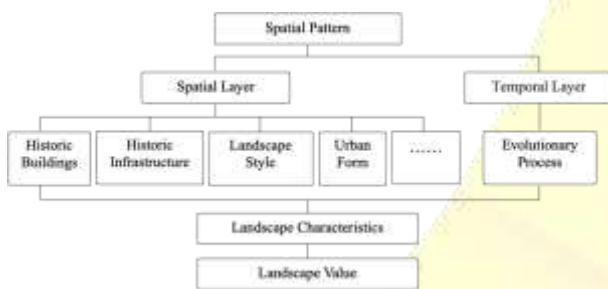 Spatial Pattern
Spatial Layer
Temporal Layer
Historic
Buildings
Historic
Infrastructure
Landscape
Style
Urban
Form
......
Evolutionary
Process
Landscape Characteristics
Landscape Value